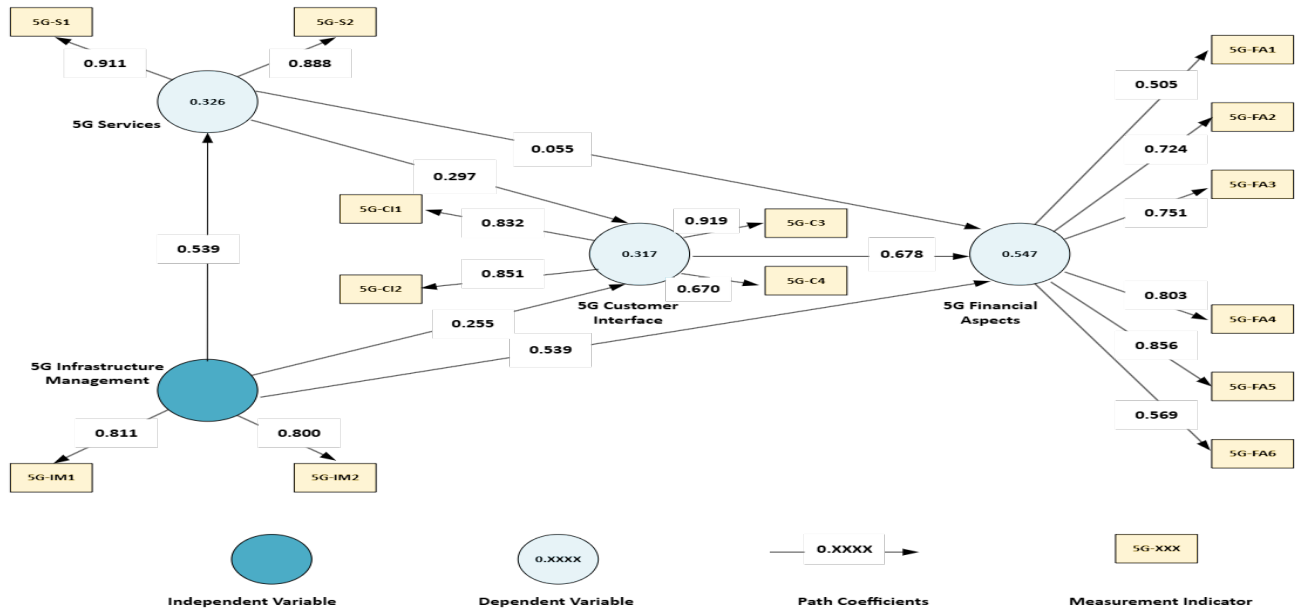 5G-S1
5G-S2
0.911
0.888
0.326
5G Services
5G-FA1
0.505
5G-FA2
0.724
5G-FA3
0.751
0.055
0.297
5G-CI1
0.832
0.919
5G-C3
0.539
0.317
0.678
0.547
5G-CI2
0.851
0.670
5G-C4
5G Customer
Interface
5G Financial
Aspects
0.803
5G-FA4
0.255
0.539
0.856
5G Infrastructure
Management
5G-FA5
0.569
0.811
0.800
5G-FA6
5G-IM1
5G-IM2
0.XXXX
0.XXXX
5G-XXX
Independent Variable
Dependent Variable
Path Coefficients
Measurement Indicator